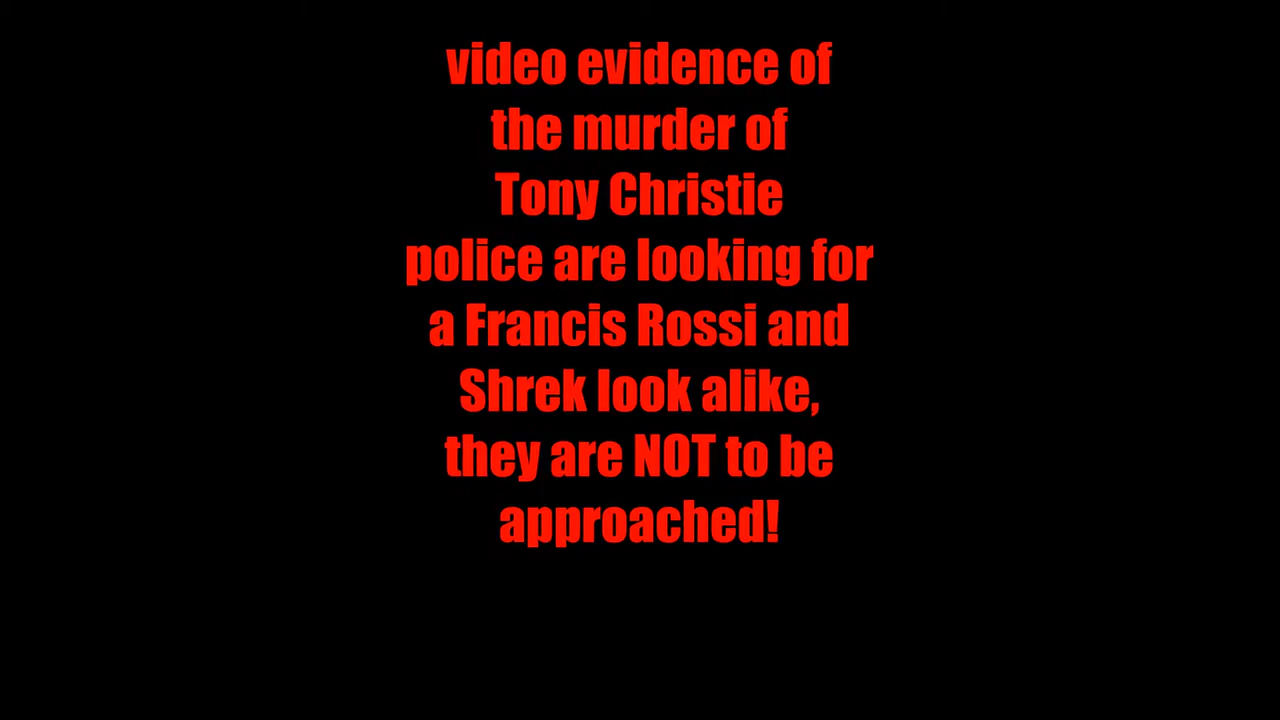 video evidence of
the murder of
Tony Christie
police are looking for
a Francis Rossi and
Shrek look alike,
they are NOT to be
approached!